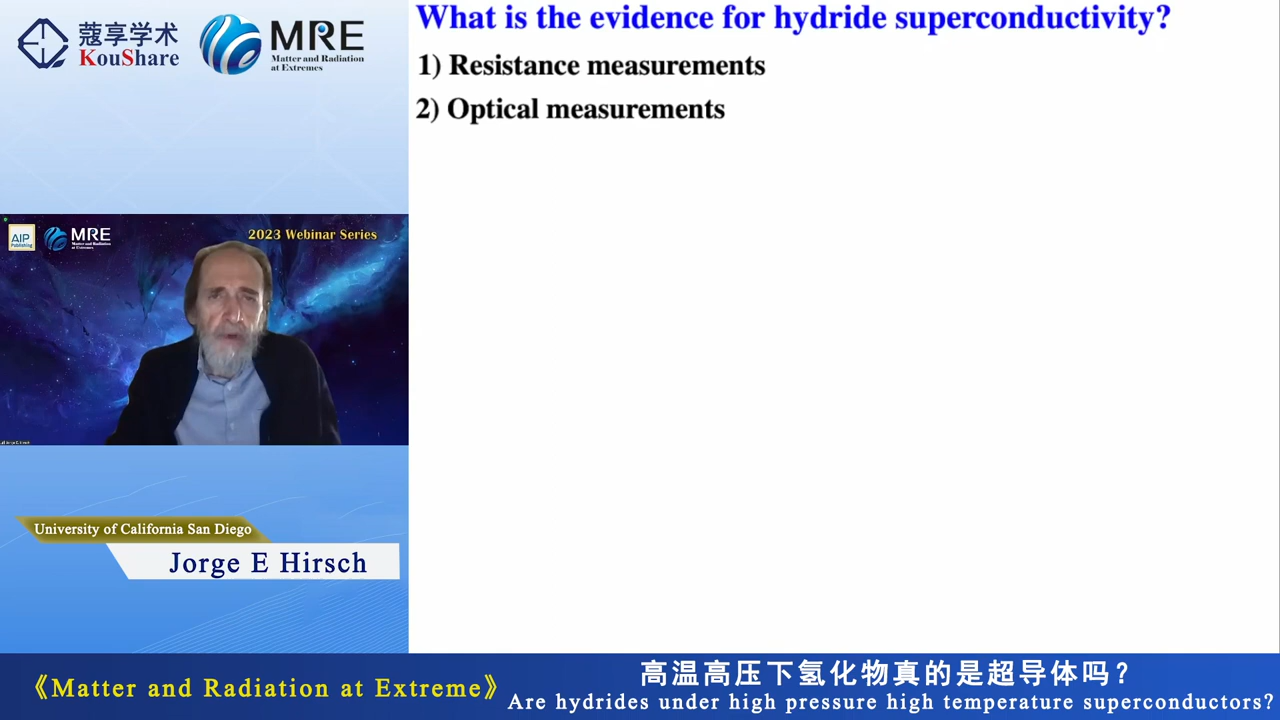 蔻享学术
KouShare
MRE
Matter and Radiation
at Extremes
What is the evidence for hydride superconductivity?
1) Resistance measurements
2) Optical measurements
AIP
Publishing
MRE
Matter and Radiation
at Extremes
2023 Webinar Series
University of California San Diego
Jorge E Hirsch
《Matter and Radiation at Extreme》
高温高压下氢化物真的是超导体吗？
Are hydrides under high pressure high temperature superconductors?